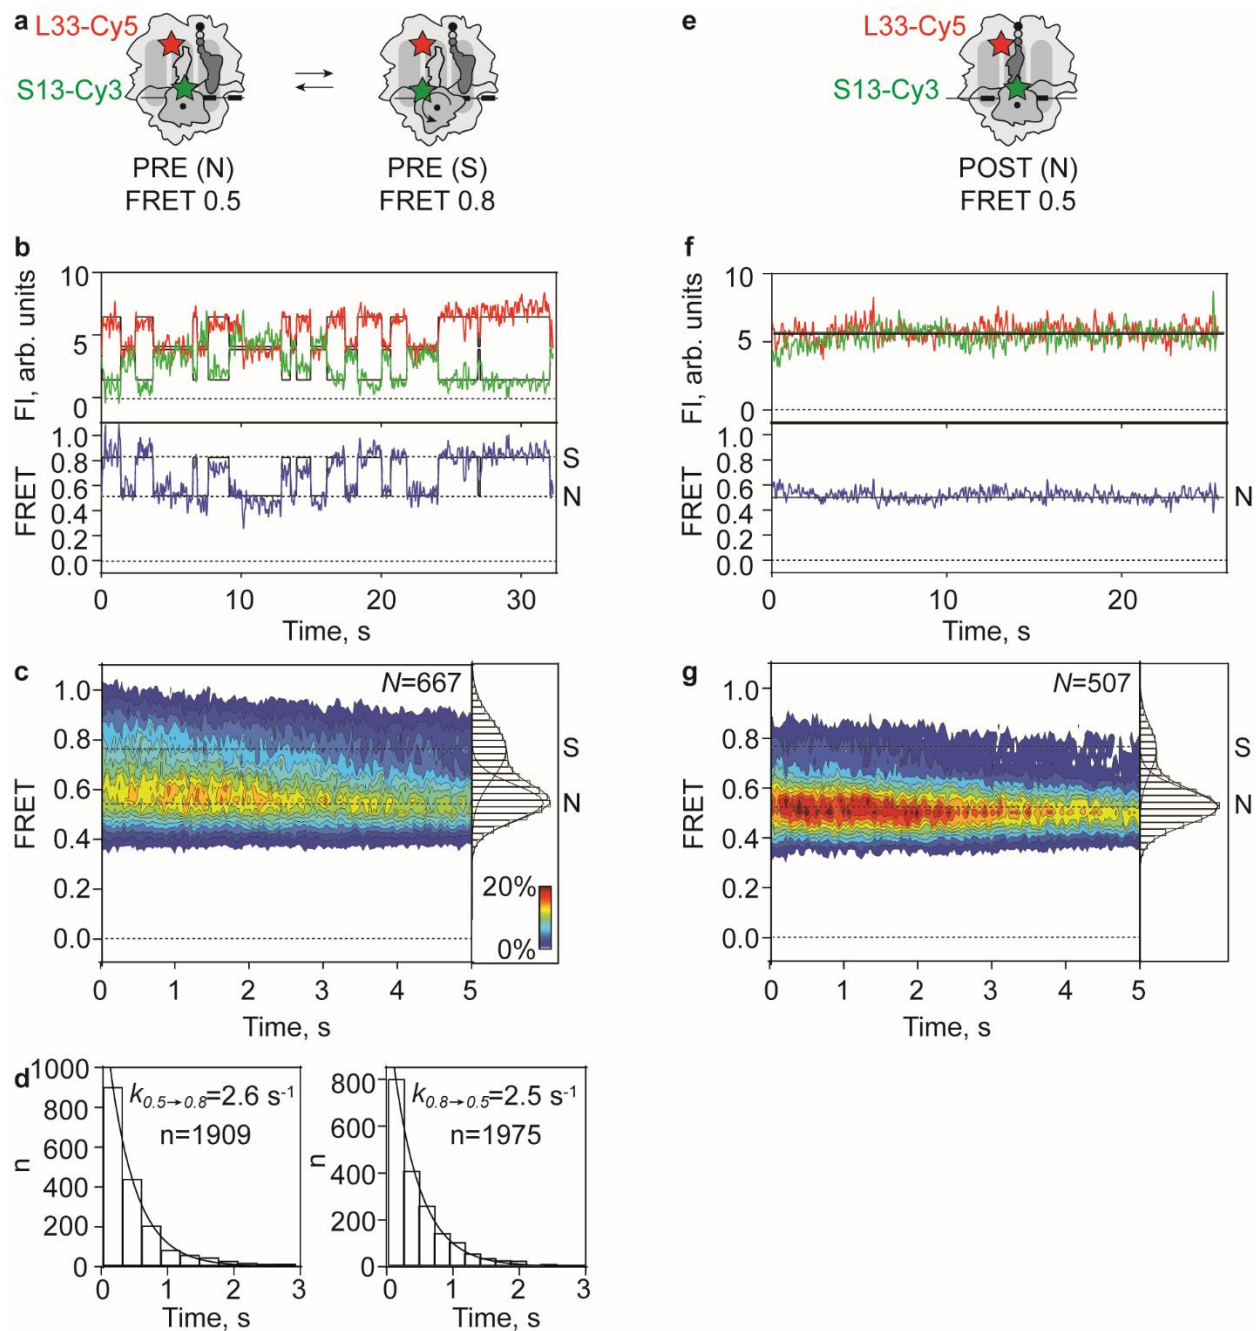 a
L33-Cy5
S13-Cy3
PRE (N)
FRET 0.5
PRE (S)
FRET 0.8
e
L33-Cy5
S13-Cy3
POST (N)
FRET 0.5
b
FI, arb. units
10
5
0
FRET
1.0
0.8
0.6
0.4
0.2
0.0
S
N
0 10 20 30
Time, s
f
FI, arb. units
10
5
0
FRET
1.0
0.8
0.6
0.4
0.2
0.0
N
0 10 20
Time, s
c
N=667
FRET
1.0
0.8
0.6
0.4
0.2
0.0
S
N
20%
0%
0 1 2 3 4 5
Time, s
g
N=507
FRET
1.0
0.8
0.6
0.4
0.2
0.0
S
N
0 1 2 3 4 5
Time, s
d
n
1000
800
600
400
200
0
k0.5→0.8=2.6 s-1
n=1909
0 1 2 3
Time, s
n
800
600
400
200
0
k0.8→0.5=2.5 s-1
n=1975
0 1 2 3
Time, s